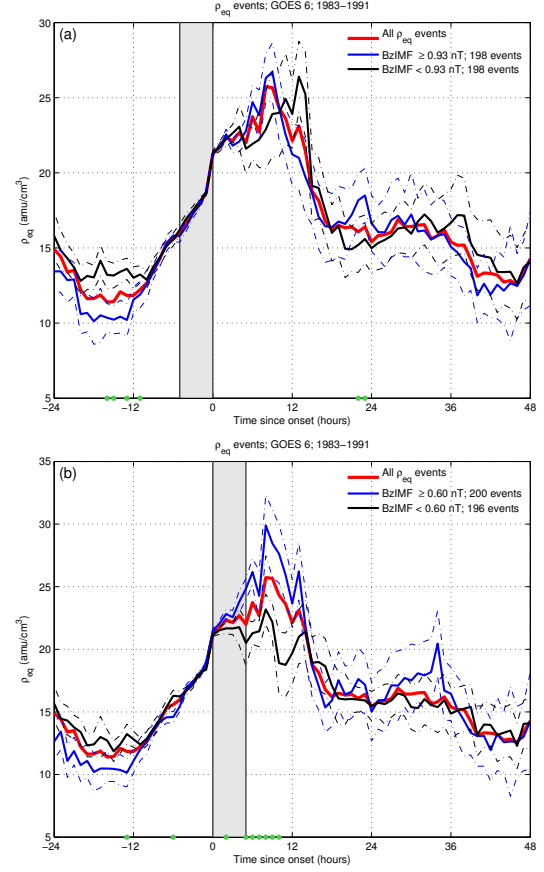 ρeq events; GOES 6; 1983−1991
(a)
All ρeq events
BzIMF ≥ 0.93 nT; 198 events
BzIMF < 0.93 nT; 198 events
30
25
20
15
10
5
ρeq (amu/cm3)
−24 −12 0 12 24 36 48
Time since onset (hours)
ρeq events; GOES 6; 1983−1991
(b)
All ρeq events
BzIMF ≥ 0.60 nT; 200 events
BzIMF < 0.60 nT; 196 events
35
30
25
20
15
10
5
ρeq (amu/cm3)
−24 −12 0 12 24 36 48
Time since onset (hours)